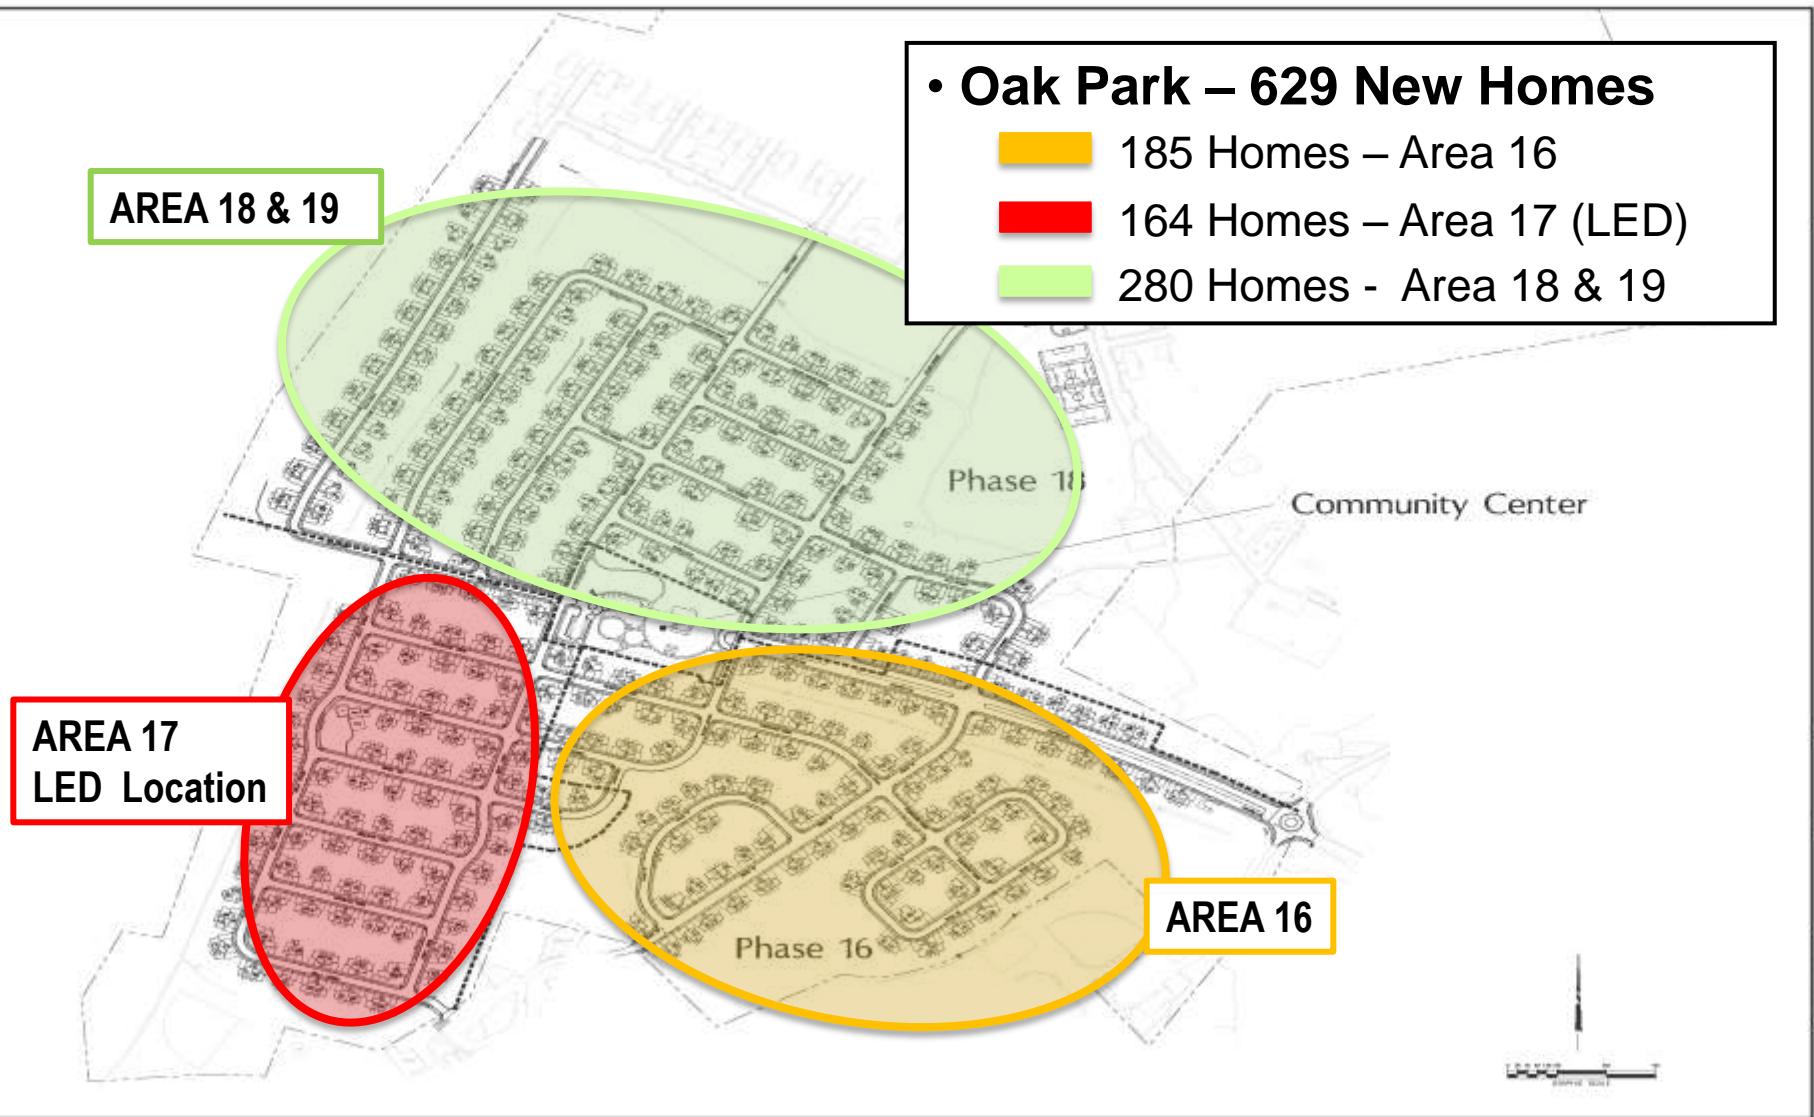 • Oak Park – 629 New Homes
185 Homes – Area 16
164 Homes – Area 17 (LED)
280 Homes - Area 18 & 19
AREA 18 & 19
Phase 18
Community Center
AREA 17
LED Location
AREA 16
Phase 16